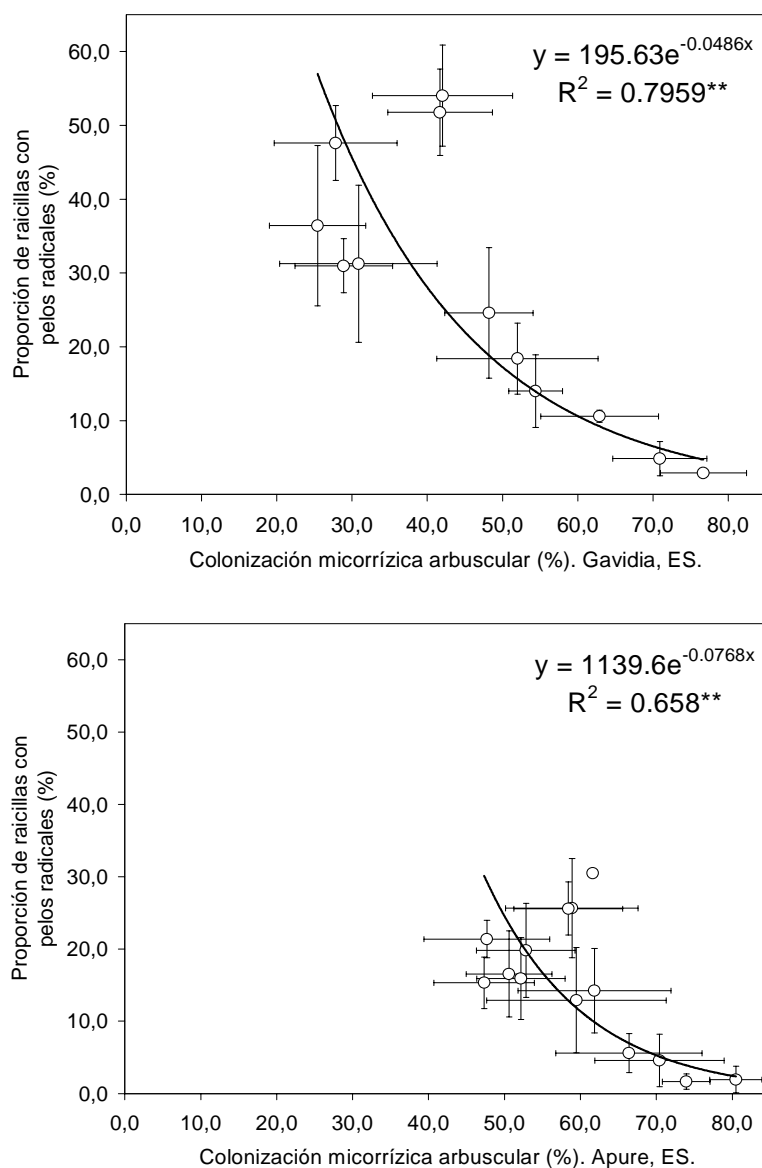 60,0
50,0
40,0
30,0
20,0
10,0
0,0
Proporción de raicillas con
pelos radicales (%)
y = 195.63e^-0.0486x
R² = 0.7959**
0,0 10,0 20,0 30,0 40,0 50,0 60,0 70,0 80,0
Colonización micorrízica arbuscular (%). Gavidia, ES.
60,0
50,0
40,0
30,0
20,0
10,0
0,0
Proporción de raicillas con
pelos radicales (%)
y = 1139.6e^-0.0768x
R² = 0.658**
0,0 10,0 20,0 30,0 40,0 50,0 60,0 70,0 80,0
Colonización micorrízica arbuscular (%). Apure, ES.